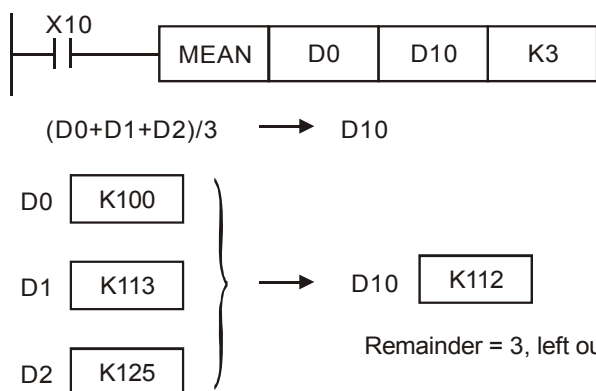 X10
MEAN D0 D10 K3
(D0+D1+D2)/3 D10
D0 K100
D1 K113 D10 K112
Remainder = 3, left ou
D2 K125